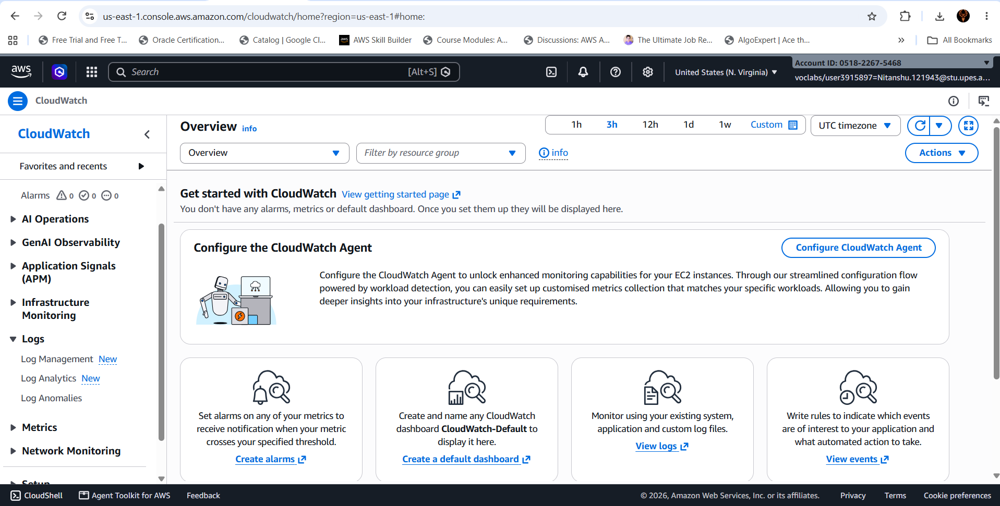 us-east-1.console.aws.amazon.com/cloudwatch/home?region=us-east-1#home:
Free Trial and Free T...
Oracle Certification...
Catalog | Google Cl...
aws
AWS Skill Builder
Course Modules: A...
Discussions: AWS A...
The Ultimate Job Re...
AlgoExpert | Ace th...
All Bookmarks
aws
Search
[Alt+S]
United States (N. Virginia)
Account ID: 0518-2267-5468
voclabs/user3915897=Nitanshu.121943@stu.upes.a...
CloudWatch
CloudWatch
Favorites and recents
Alarms 0 0 0
AI Operations
GenAI Observability
Application Signals
(APM)
Infrastructure
Monitoring
Logs
Log Management New
Log Analytics New
Log Anomalies
Metrics
Network Monitoring
Setup
Overview info
1h 3h 12h 1d 1w Custom
UTC timezone
Overview
Filter by resource group
info
Actions
Get started with CloudWatch View getting started page
You don't have any alarms, metrics or default dashboard. Once you set them up they will be displayed here.
Configure the CloudWatch Agent
Configure CloudWatch Agent
Configure the CloudWatch Agent to unlock enhanced monitoring capabilities for your EC2 instances. Through our streamlined configuration flow
powered by workload detection, you can easily set up customised metrics collection that matches your specific workloads. Allowing you to gain
deeper insights into your infrastructure's unique requirements.
Set alarms on any of your metrics to
receive notification when your metric
crosses your specified threshold.
Create alarms
Create and name any CloudWatch
dashboard CloudWatch-Default to
display it here.
Create a default dashboard
Monitor using your existing system,
application and custom log files.
View logs
Write rules to indicate which events
are of interest to your application and
what automated action to take.
View events
CloudShell
Agent Toolkit for AWS
Feedback
© 2026, Amazon Web Services, Inc. or its affiliates.
Privacy
Terms
Cookie preferences